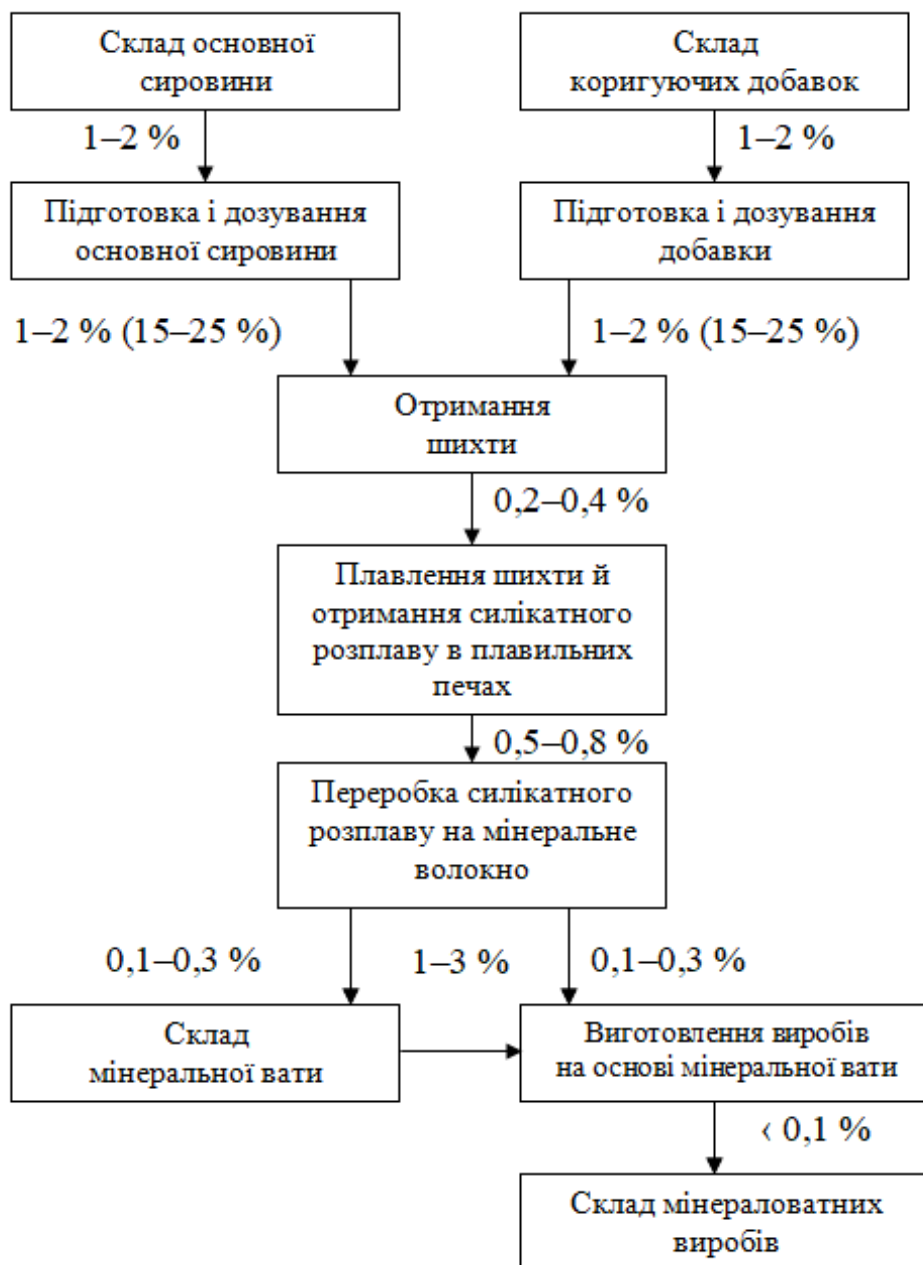 Склад основної
сировини
Склад
коригуючих добавок
1–2 %
1–2 %
Підготовка і дозування
основної сировини
Підготовка і дозування
добавки
1–2 % (15–25 %)
1–2 % (15–25 %)
Отримання
шихти
0,2–0,4 %
Плавлення шихти й
отримання силікатного
розплаву в плавильних
печах
0,5–0,8 %
Переробка силікатного
розплаву на мінеральне
волокно
0,1–0,3 %
1–3 %
0,1–0,3 %
Склад
мінеральної вати
Виготовлення виробів
на основі мінеральної вати
‹ 0,1 %
Склад мінераловатних
виробів